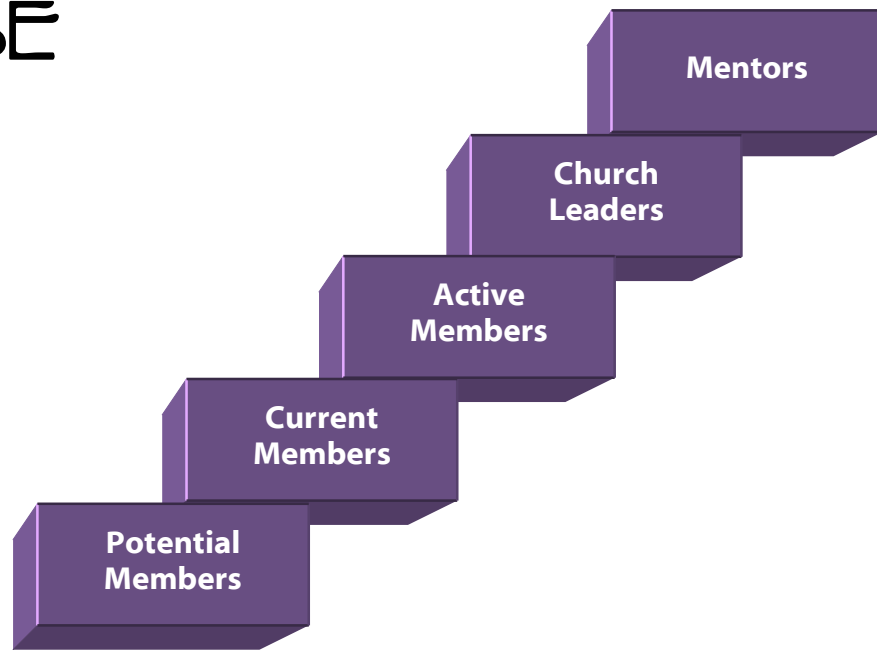 Mentors
Church
Leaders
Active
Members
Current
Members
Potential
Members